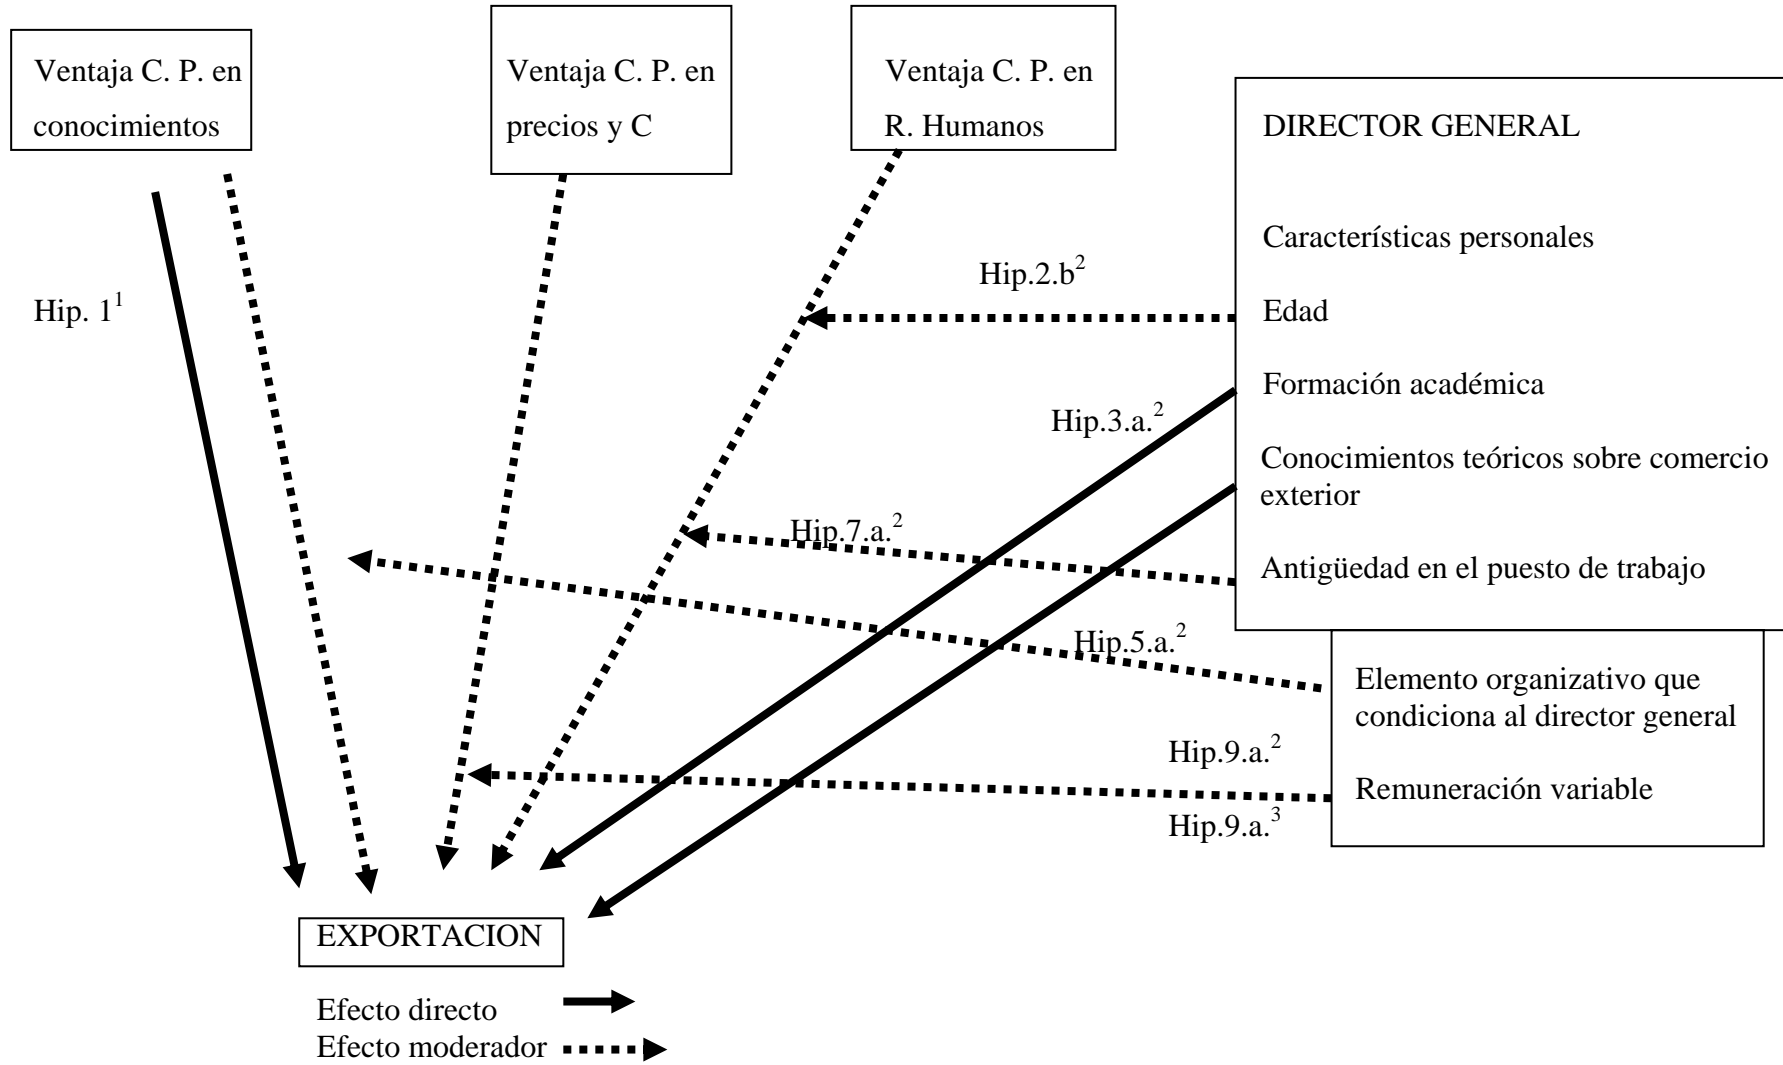 Ventaja C. P. en
conocimientos
Ventaja C. P. en
precios y C
Ventaja C. P. en
R. Humanos
DIRECTOR GENERAL
Características personales
Hip.2.b²
Hip. 1¹
Edad
Formación académica
Hip.3.a.²
Conocimientos teóricos sobre comercio
exterior
Hip.7.a.²
Antigüedad en el puesto de trabajo
Hip.5.a.²
Elemento organizativo que
condiciona al director general
Hip.9.a.²
Remuneración variable
Hip.9.a.³
EXPORTACION
Efecto directo
Efecto moderador